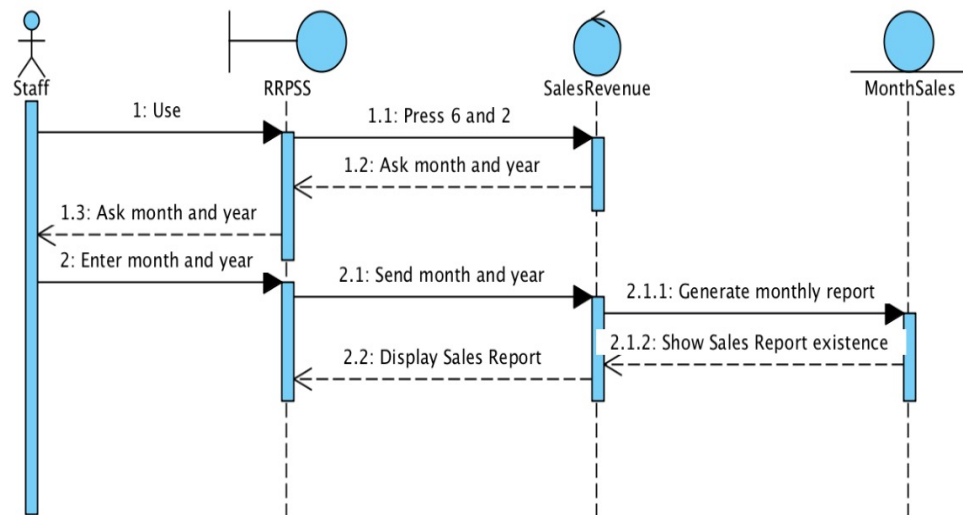 Staff
RRPSS
SalesRevenue
MonthSales
1: Use
1.1: Press 6 and 2
1.2: Ask month and year
1.3: Ask month and year
2: Enter month and year
2.1: Send month and year
2.1.1: Generate monthly report
2.1.2: Show Sales Report existence
2.2: Display Sales Report